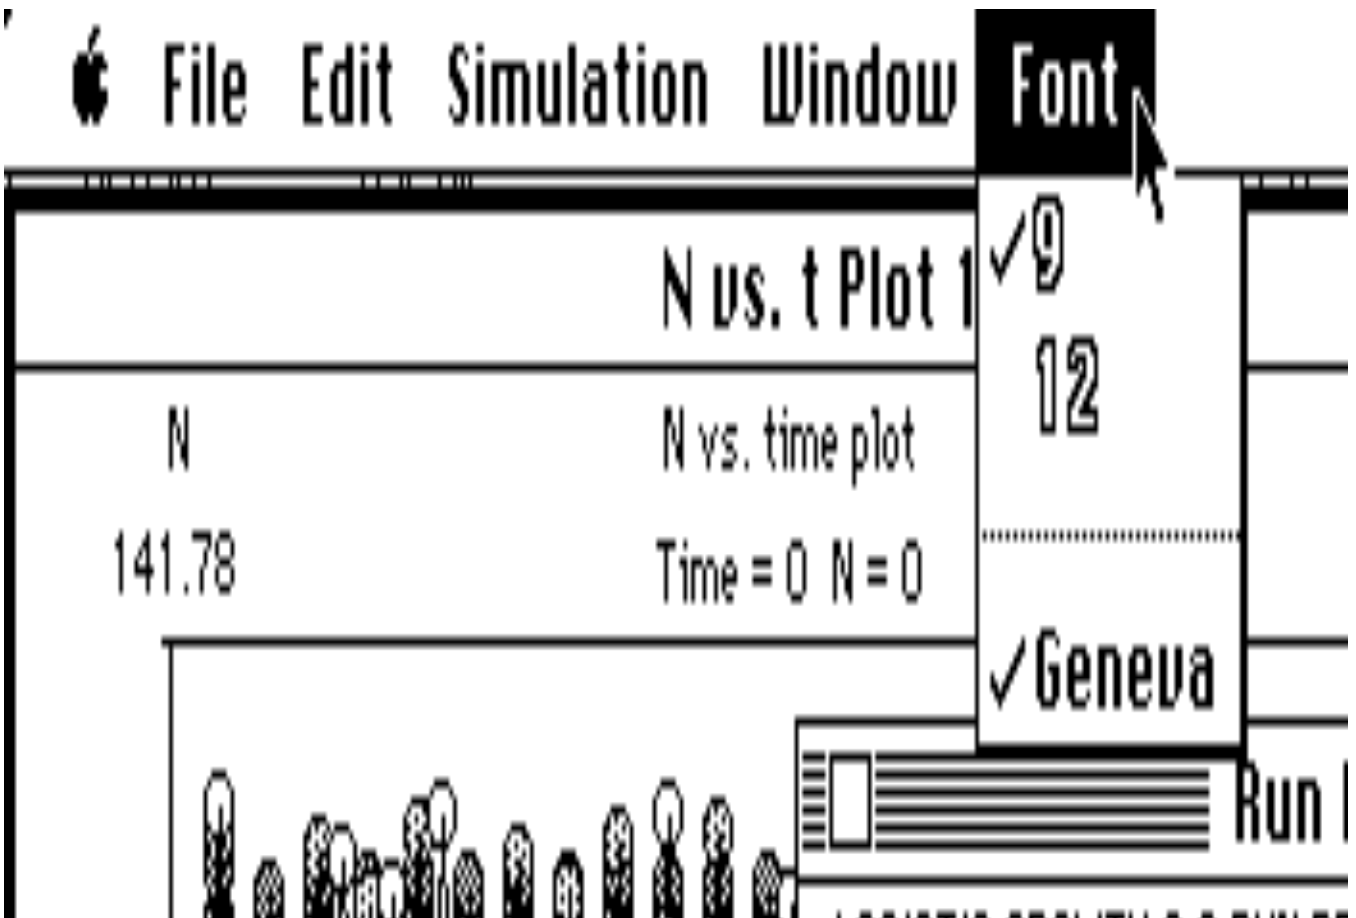 File Edit Simulation Window Font
✓9
12
✓Geneva
N vs. t Plot 1
N
N vs. time plot
141.78
Time = 0 N = 0
Run